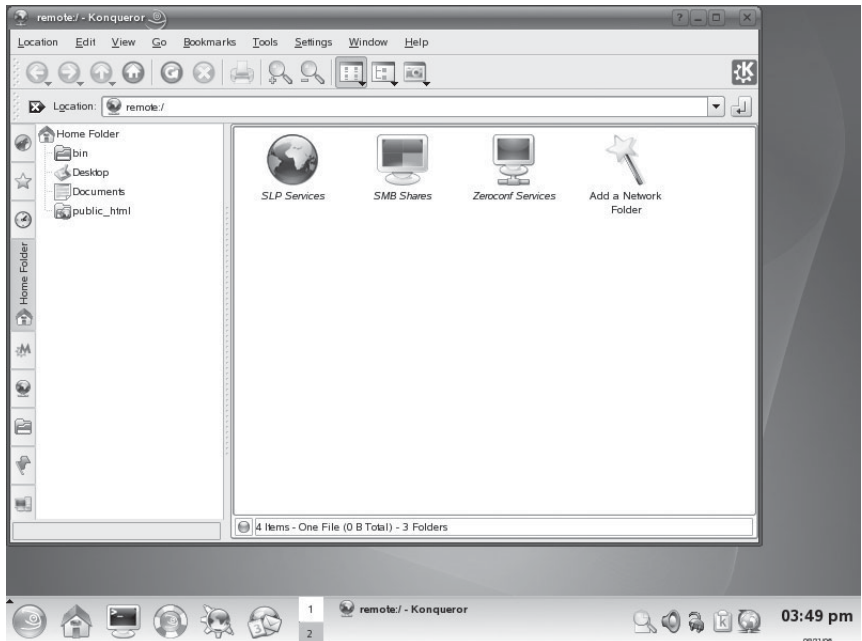 remote:/ - Konqueror
Location Edit View Go Bookmarks Tools Settings Window Help
Location: remote:/
Home Folder
bin
Desktop
Documents
public_html
Home Folder
SLP Services
SMB Shares
Zeroconf Services
Add a Network
Folder
4 Items - One File (0 B Total) - 3 Folders
1
2
remote:/ - Konqueror
03:49 pm